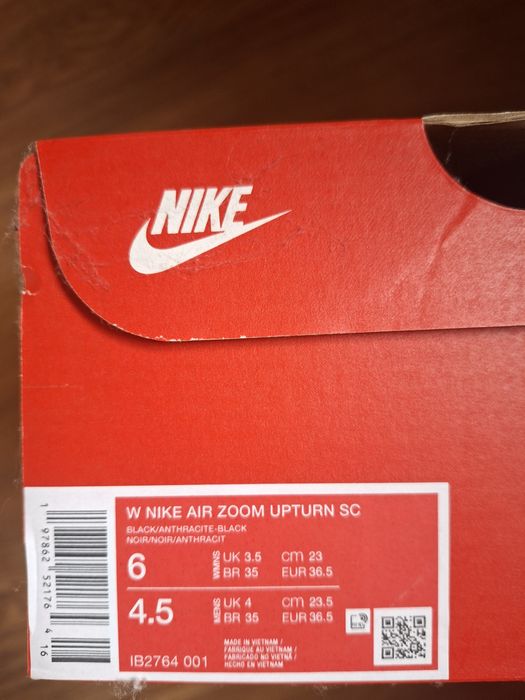 NIKE
W NIKE AIR ZOOM UPTURN SC
BLACK/ANTHRACITE-BLACK
NOIR/NOIR/ANTHRACIT
6 WMNS UK 3.5 cm 23
BR 35 EUR 36.5
4.5 MENS UK 4 cm 23.5
BR 35 EUR 36.5
IB2764 001
MADE IN VIETNAM /
FABRIQUE AU VIETNAM /
FABRICADO NO VIETNÃ /
HECHO EN VIETNAM
1 97862 52176 4 16